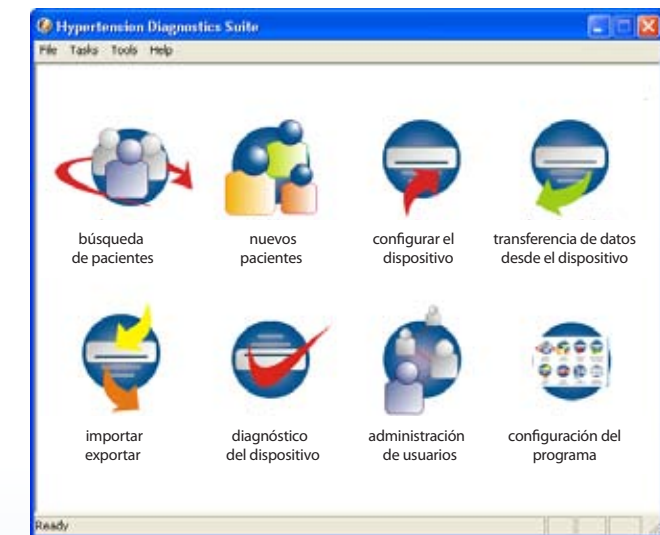 Hypertension Diagnostics Suite
File Tasks Tools Help
búsqueda
de pacientes
nuevos
pacientes
configurar el
dispositivo
transferencia de datos
desde el dispositivo
importar
exportar
diagnóstico
del dispositivo
administración
de usuarios
configuración del
programa
Ready